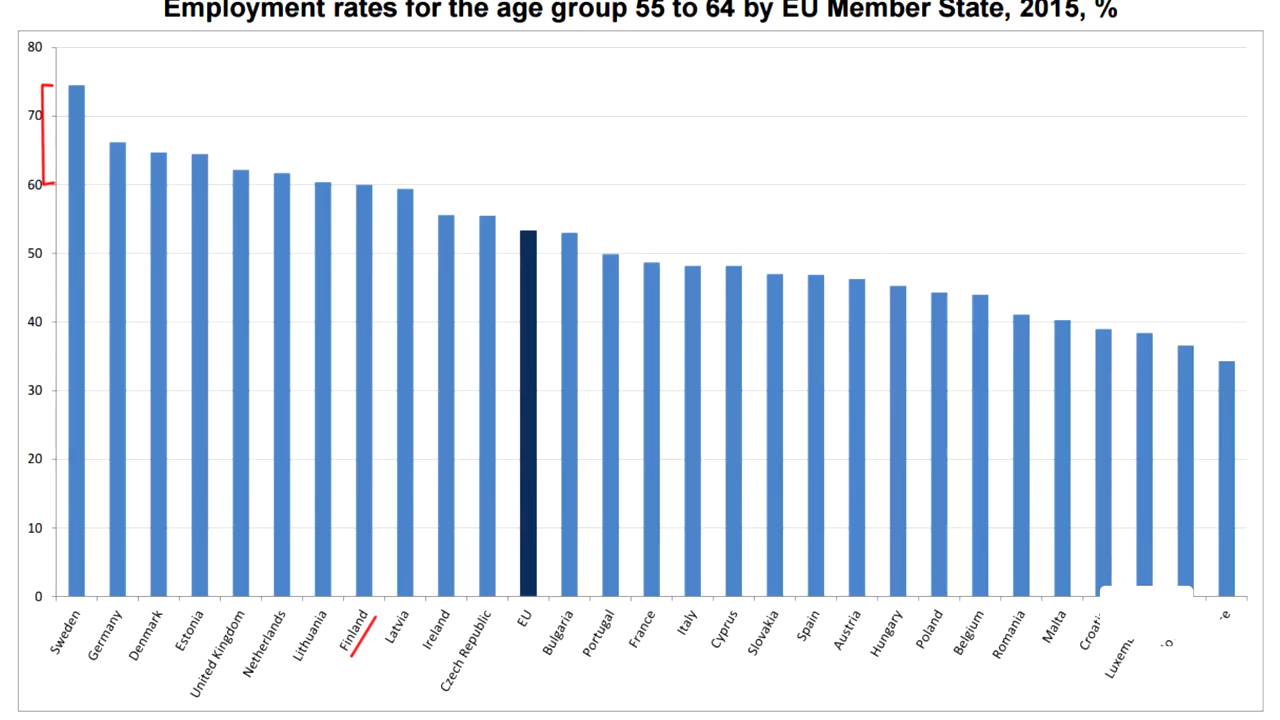 Employment rates for the age group 55 to 64 by EU Member State, 2015, %
80
70
60
50
40
30
20
10
0
Sweden
Germany
Denmark
Estonia
United Kingdom
Netherlands
Lithuania
Finland
Latvia
Ireland
Czech Republic
EU
Bulgaria
Portugal
France
Italy
Cyprus
Slovakia
Spain
Austria
Hungary
Poland
Belgium
Romania
Malta